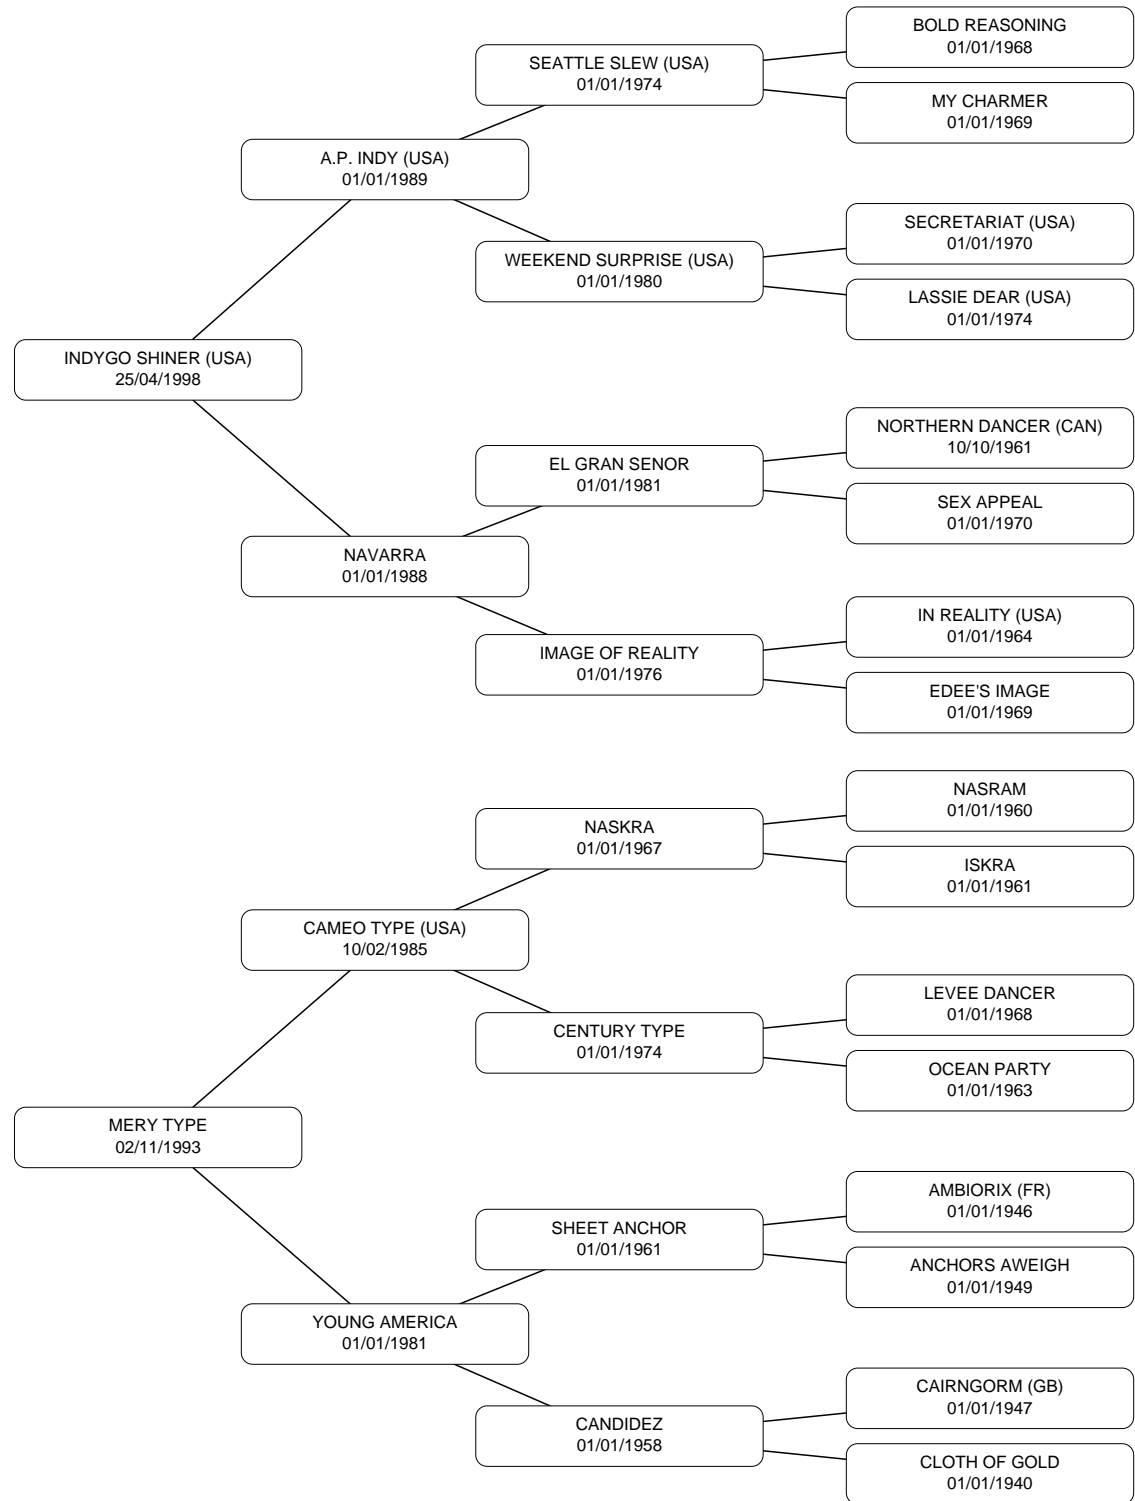 BOLD REASONING
01/01/1968
SEATTLE SLEW (USA)
01/01/1974
MY CHARMER
01/01/1969
A.P. INDY (USA)
01/01/1989
SECRETARIAT (USA)
01/01/1970
WEEKEND SURPRISE (USA)
01/01/1980
LASSIE DEAR (USA)
01/01/1974
INDYGO SHINER (USA)
25/04/1998
NORTHERN DANCER (CAN)
10/10/1961
EL GRAN SENOR
01/01/1981
SEX APPEAL
01/01/1970
NAVARRA
01/01/1988
IN REALITY (USA)
01/01/1964
IMAGE OF REALITY
01/01/1976
EDEE'S IMAGE
01/01/1969
NASRAM
01/01/1960
NASKRA
01/01/1967
ISKRA
01/01/1961
CAMEO TYPE (USA)
10/02/1985
LEVEE DANCER
01/01/1968
CENTURY TYPE
01/01/1974
OCEAN PARTY
01/01/1963
MERY TYPE
02/11/1993
AMBIORIX (FR)
01/01/1946
SHEET ANCHOR
01/01/1961
ANCHORS AWEIGH
01/01/1949
YOUNG AMERICA
01/01/1981
CAIRNGORM (GB)
01/01/1947
CANDIDEZ
01/01/1958
CLOTH OF GOLD
01/01/1940